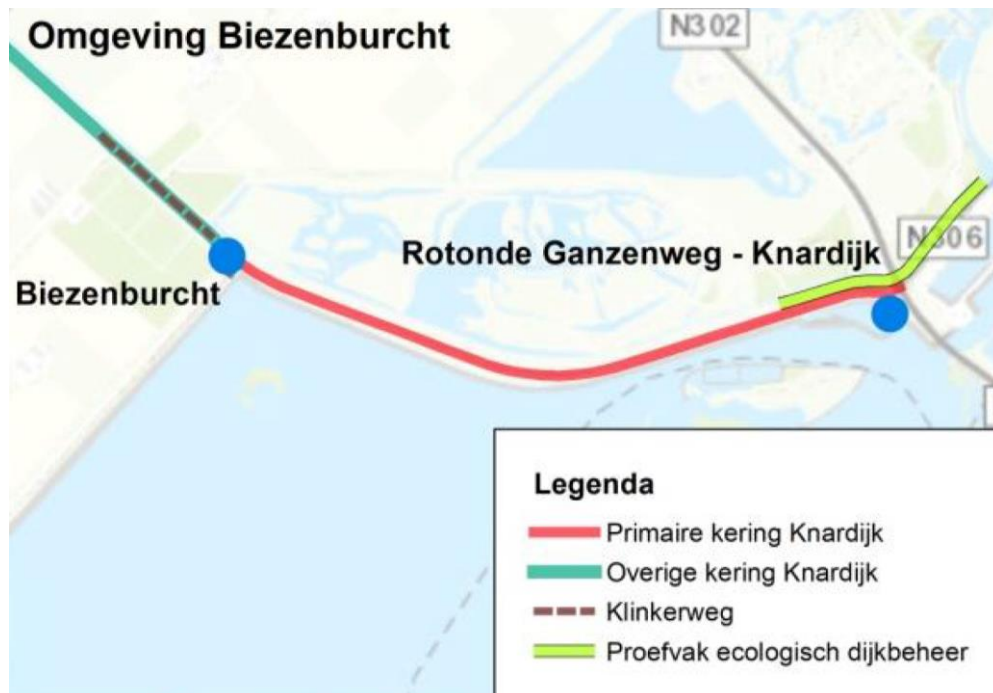 Omgeving Biezenburcht
N302
Rotonde Ganzenweg - Knardijk
N306
Biezenburcht
Legenda
Primaire kering Knardijk
Overige kering Knardijk
Klinkerweg
Proefvak ecologisch dijkbeheer